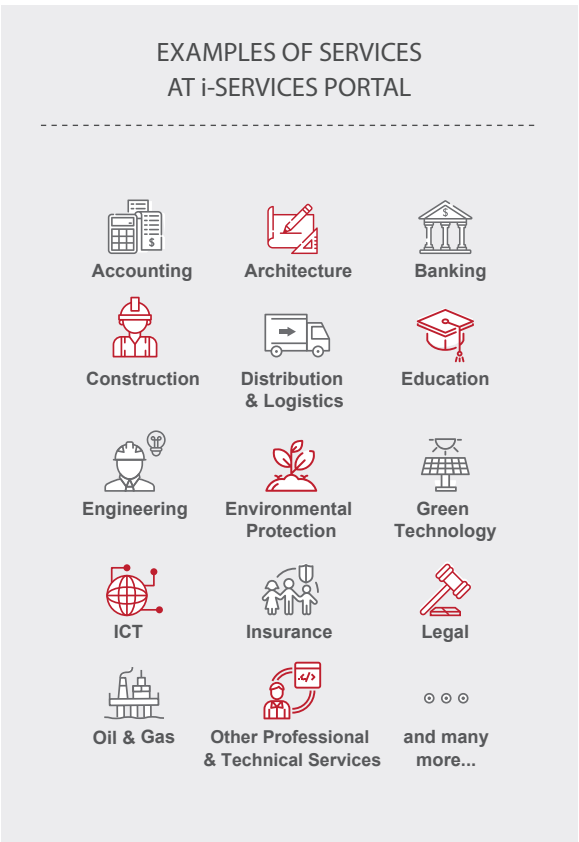 EXAMPLES OF SERVICES
AT i-SERVICES PORTAL
$
$
Accounting
Architecture
Banking
Construction
Distribution
& Logistics
Education
Engineering
Environmental
Protection
Green
Technology
ICT
Insurance
Legal
</>
Oil & Gas
Other Professional
& Technical Services
and many
more...